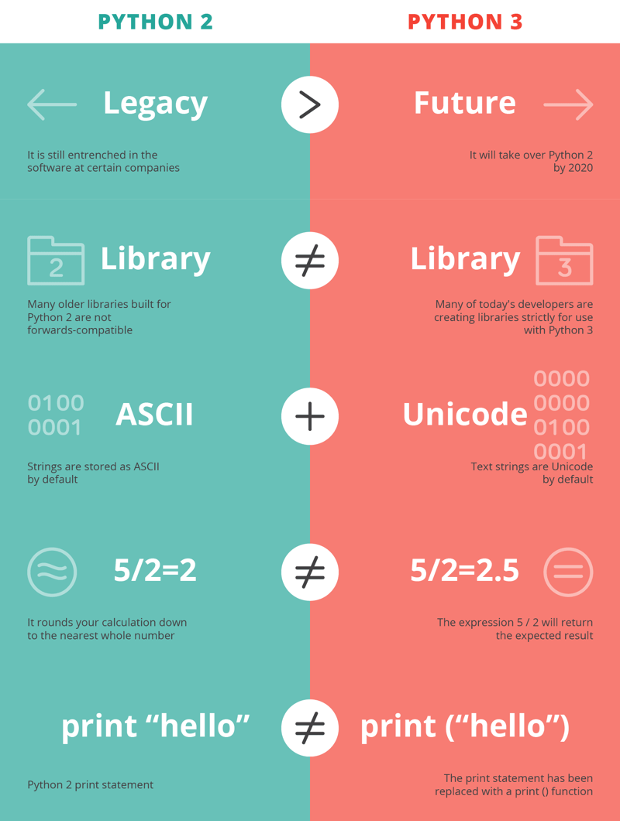 PYTHON 2
PYTHON 3
Legacy
>
Future
It is still entrenched in the
software at certain companies
It will take over Python 2
by 2020
2
Library
≠
Library
3
Many older libraries built for
Python 2 are not
forwards-compatible
Many of today's developers are
creating libraries strictly for use
with Python 3
0100
0001
ASCII
+
Unicode
0000
0000
0100
0001
Strings are stored as ASCII
by default
Text strings are Unicode
by default
≈
5/2=2
≠
5/2=2.5
=
It rounds your calculation down
to the nearest whole number
The expression 5 / 2 will return
the expected result
print “hello”
≠
print (“hello”)
Python 2 print statement
The print statement has been
replaced with a print () function